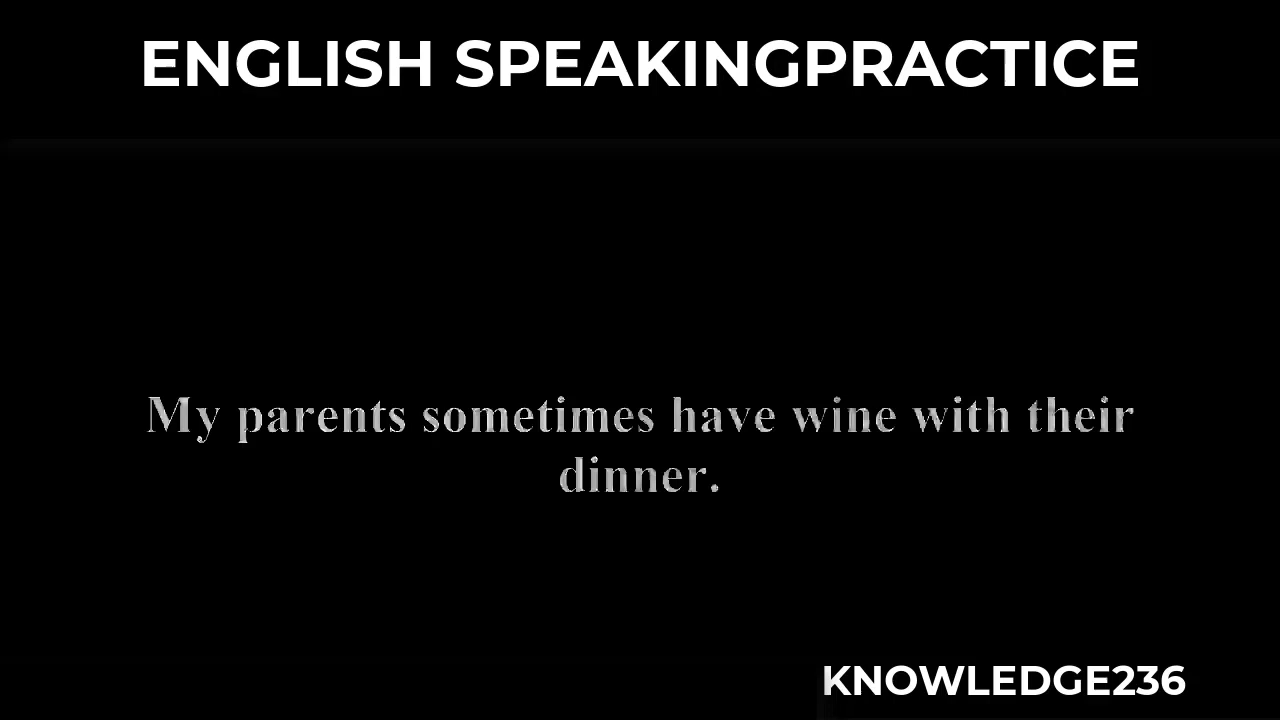 ENGLISH SPEAKINGPRACTICE
My parents sometimes have wine with their
dinner.
KNOWLEDGE236